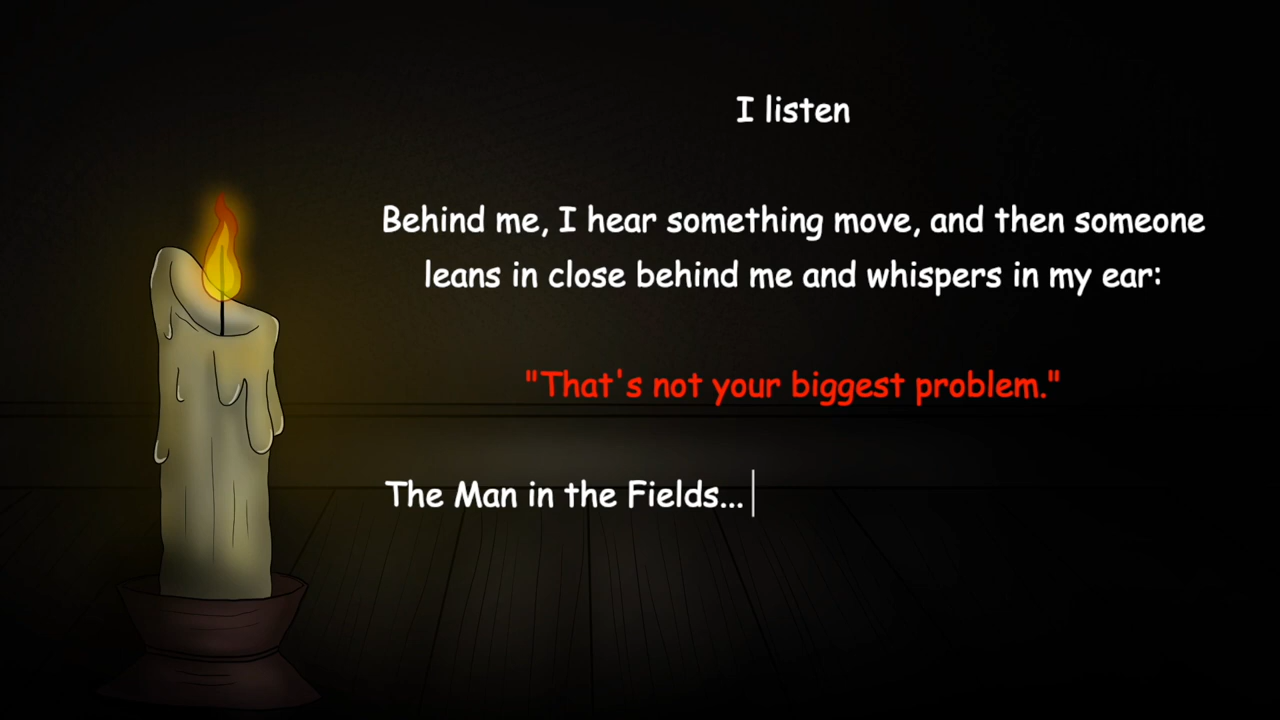 I listen
Behind me, I hear something move, and then someone
leans in close behind me and whispers in my ear:
"That's not your biggest problem."
The Man in the Fields...